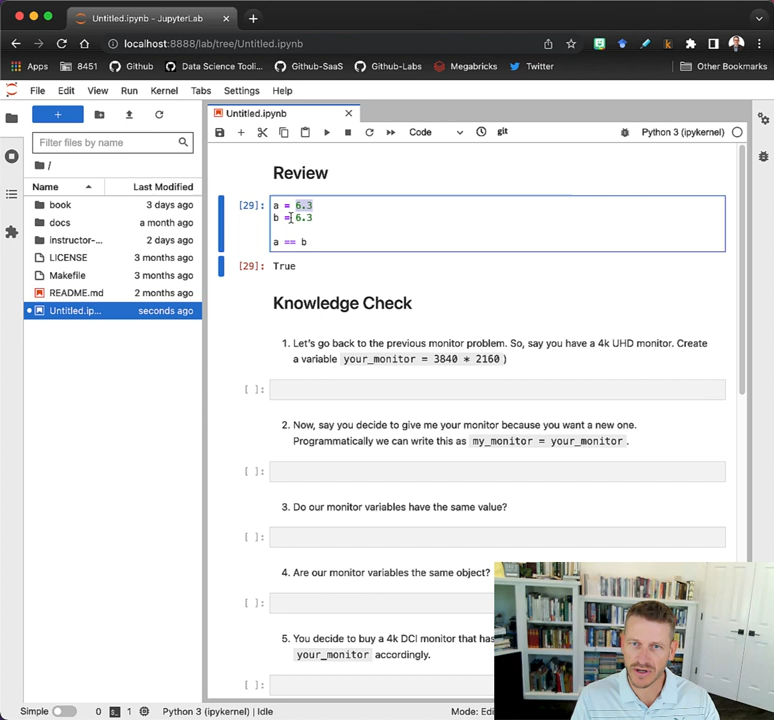 Untitled.ipynb - JupyterLab
localhost:8888/lab/tree/Untitled.ipynb
Apps 8451 Github Data Science Tool... Github-SaaS Github-Labs Megabricks Twitter Other Bookmarks
File Edit View Run Kernel Tabs Settings Help
Untitled.ipynb
Filter files by name
Code git Python 3 (ipykernel)
/
Name Last Modified
book 3 days ago
docs a month ago
instructor-... 2 days ago
LICENSE 3 months ago
Makefile 3 months ago
README.md 2 months ago
Untitled.ip... seconds ago
Review
[29]: a = 6.3
b = 6.3
a == b
[29]: True
Knowledge Check
1. Let's go back to the previous monitor problem. So, say you have a 4k UHD monitor. Create
a variable your_monitor = 3840 * 2160 )
[ ]:
2. Now, say you decide to give me your monitor because you want a new one.
Programmatically we can write this as my_monitor = your_monitor .
[ ]:
3. Do our monitor variables have the same value?
[ ]:
4. Are our monitor variables the same object?
[ ]:
5. You decide to buy a 4k DCI monitor that has
your_monitor accordingly.
[ ]:
Simple 0 1 Python 3 (ipykernel) | Idle Mode: Edi